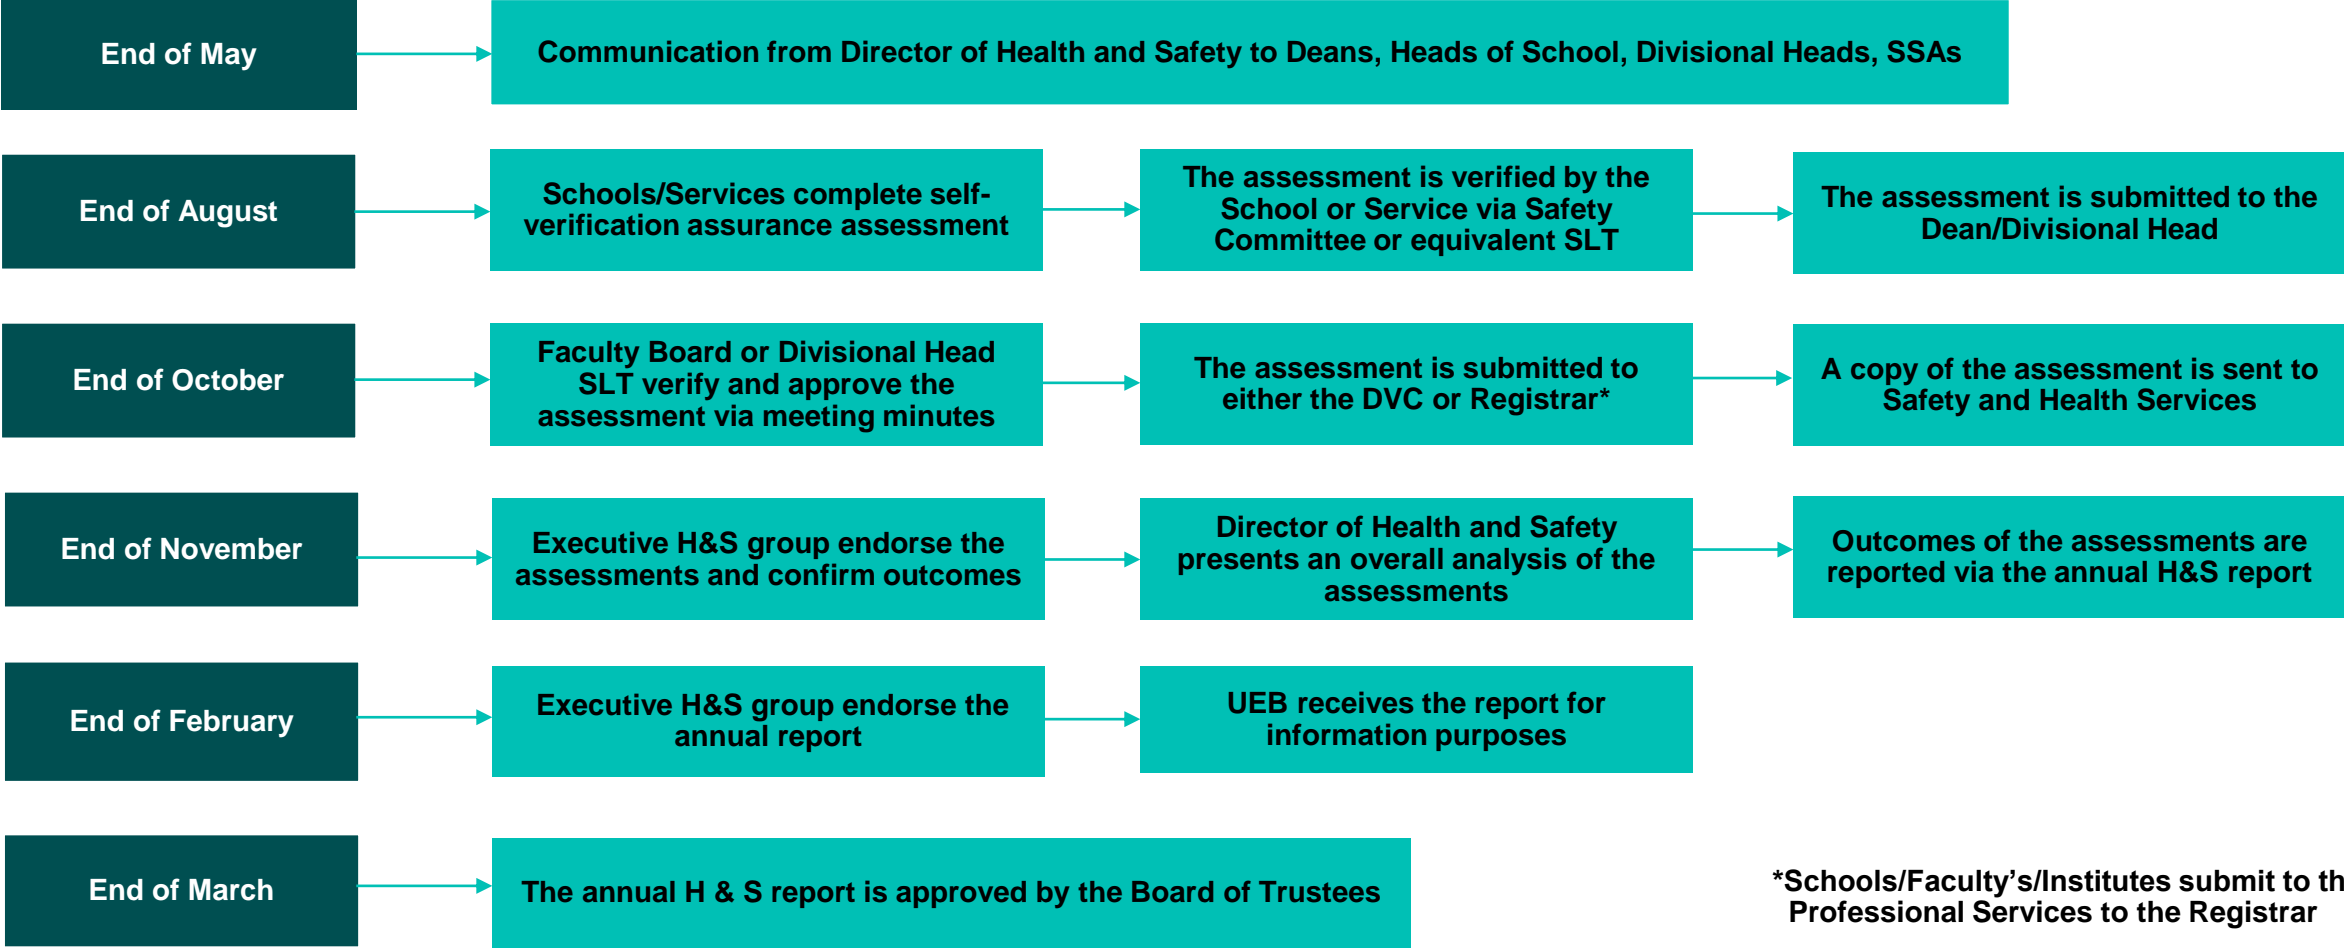 End of May
Communication from Director of Health and Safety to Deans, Heads of School, Divisional Heads, SSAs
End of August
Schools/Services complete self-
verification assurance assessment
The assessment is verified by the
School or Service via Safety
Committee or equivalent SLT
The assessment is submitted to the
Dean/Divisional Head
End of October
Faculty Board or Divisional Head
SLT verify and approve the
assessment via meeting minutes
The assessment is submitted to
either the DVC or Registrar*
A copy of the assessment is sent to
Safety and Health Services
End of November
Executive H&S group endorse the
assessments and confirm outcomes
Director of Health and Safety
presents an overall analysis of the
assessments
Outcomes of the assessments are
reported via the annual H&S report
End of February
Executive H&S group endorse the
annual report
UEB receives the report for
information purposes
End of March
The annual H & S report is approved by the Board of Trustees
*Schools/Faculty's/Institutes submit to
Professional Services to the Registrar